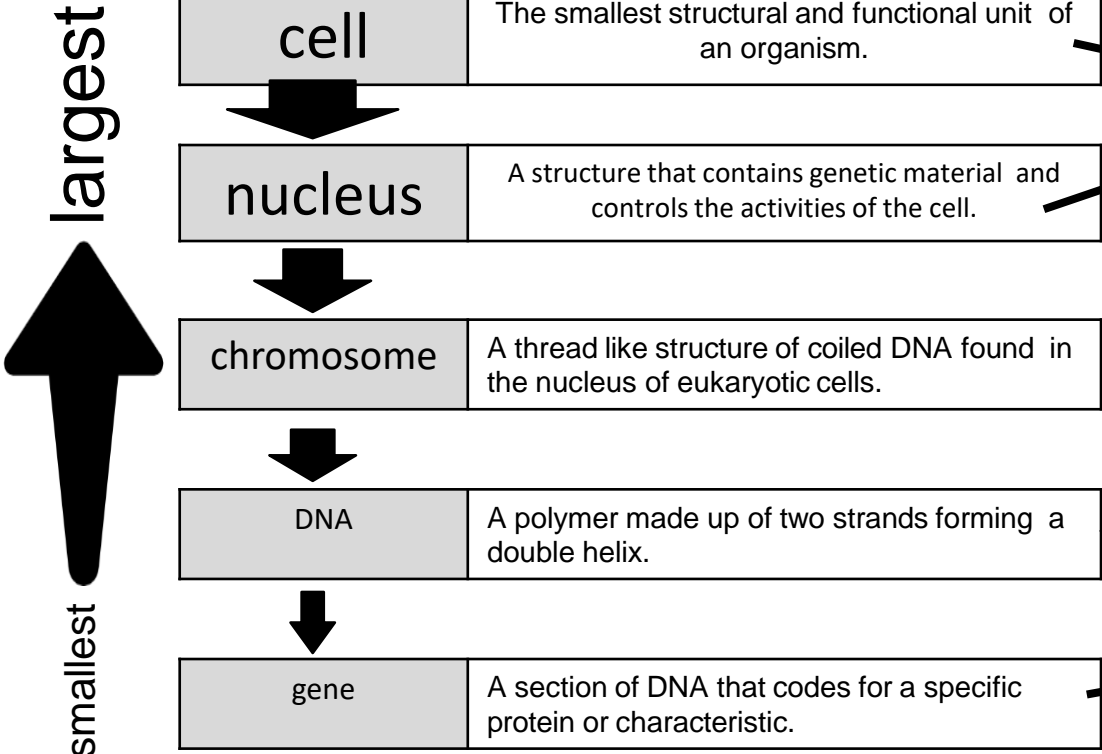 largest
cell
The smallest structural and functional unit of
an organism.
nucleus
A structure that contains genetic material and
controls the activities of the cell.
chromosome
A thread like structure of coiled DNA found in
the nucleus of eukaryotic cells.
DNA
A polymer made up of two strands forming a
double helix.
gene
A section of DNA that codes for a specific
protein or characteristic.
smallest